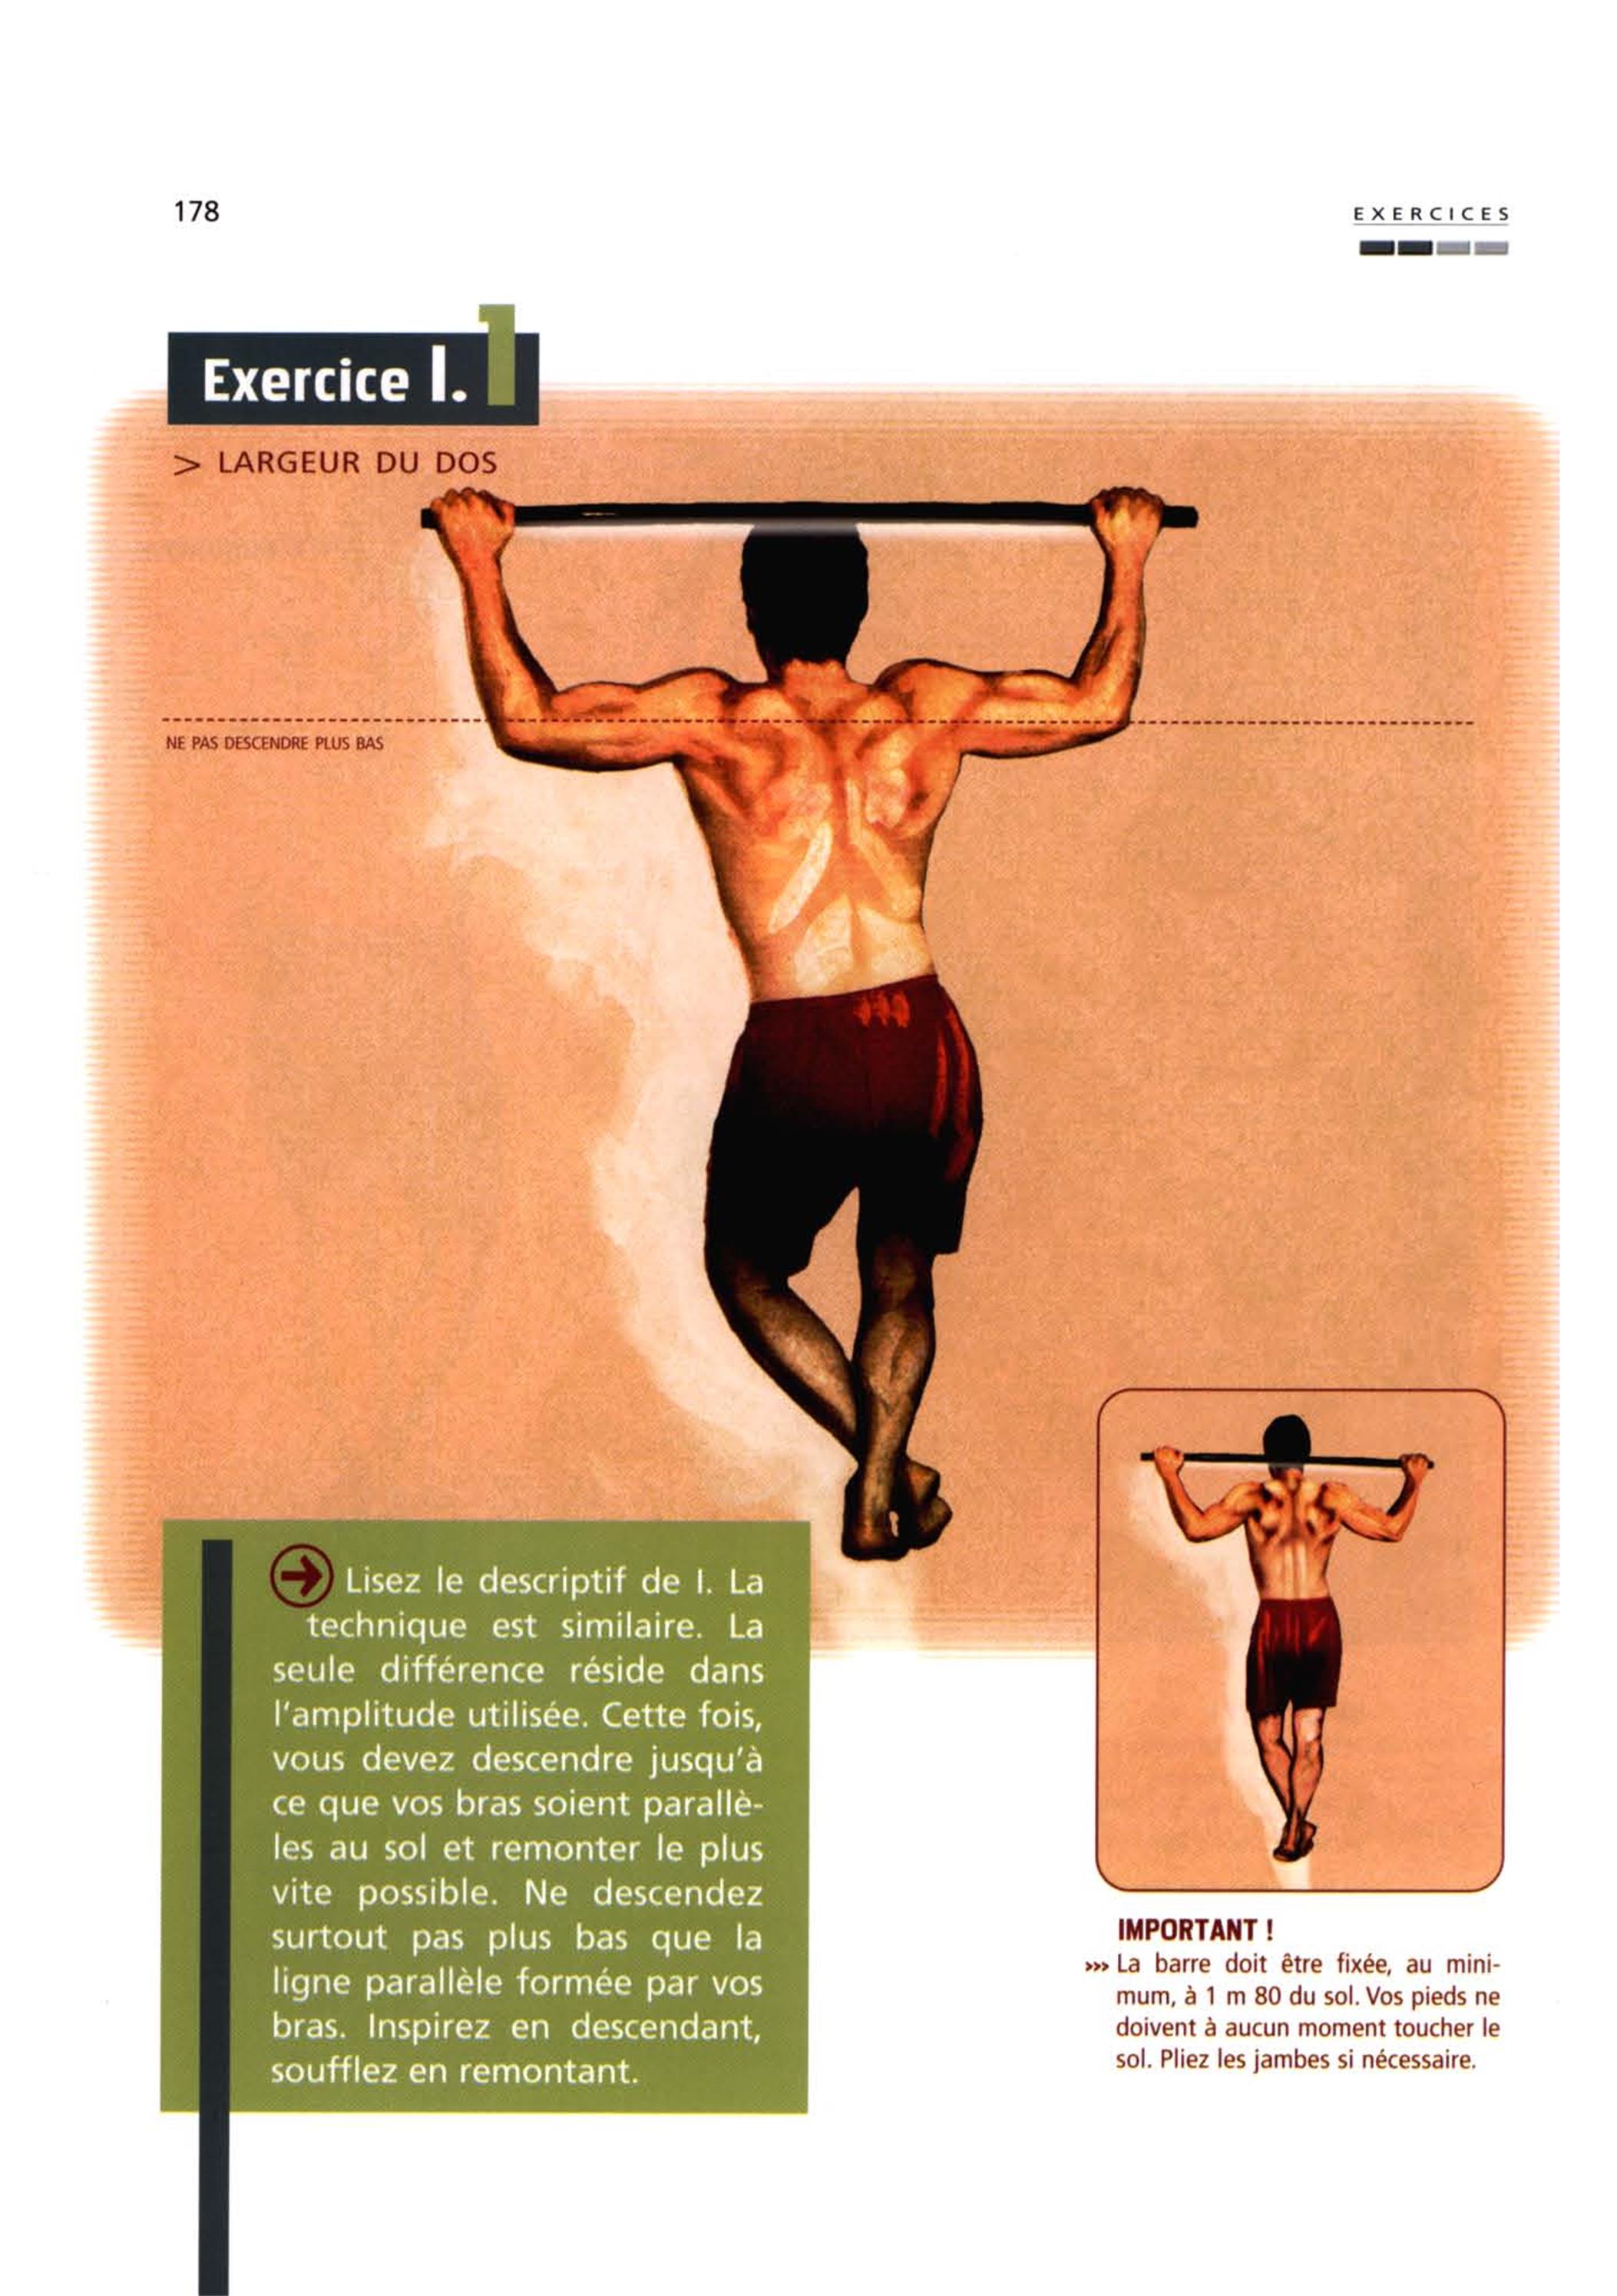 178
EXERCICES
Exercice I.1
> LARGEUR DU DOS
NE PAS DESCENDRE PLUS BAS
Lisez le descriptif de I. La
technique est similaire. La
seule différence réside dans
l'amplitude utilisée. Cette fois,
vous devez descendre jusqu'à
ce que vos bras soient parallè-
les au sol et remonter le plus
vite possible. Ne descendez
surtout pas plus bas que la
ligne parallèle formée par vos
bras. Inspirez en descendant,
soufflez en remontant.
IMPORTANT !
»» La barre doit être fixée, au mini-
mum, à 1 m 80 du sol. Vos pieds ne
doivent à aucun moment toucher le
sol. Pliez les jambes si nécessaire.